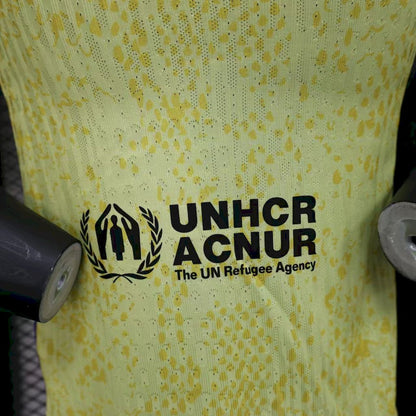 UNHCR
ACNUR
The UN Refugee Agency